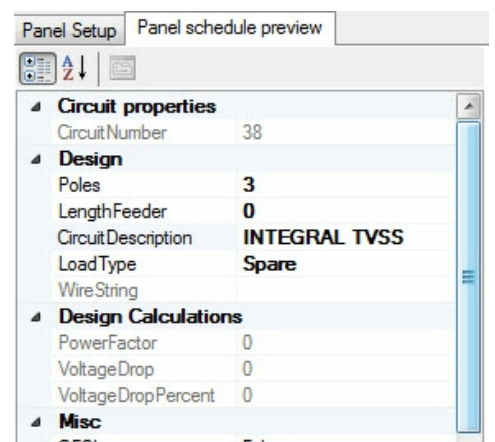 Panel Setup Panel schedule preview
A Z
Circuit properties
CircuitNumber 38
Design
Poles 3
LengthFeeder 0
CircuitDescription INTEGRAL TVSS
LoadType Spare
WireString
Design Calculations
PowerFactor 0
VoltageDrop 0
VoltageDropPercent 0
Misc